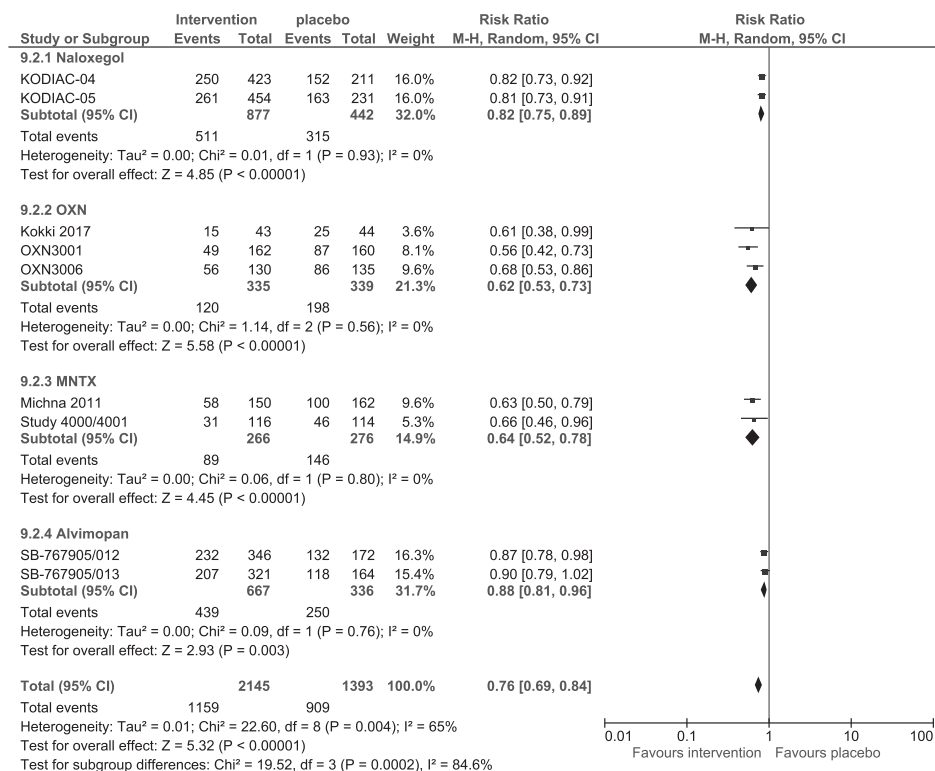 Intervention placebo Risk Ratio Risk Ratio
Study or Subgroup Events Total Events Total Weight M-H, Random, 95% CI M-H, Random, 95% CI
9.2.1 Naloxegol
KODIAC-04 250 423 152 211 16.0% 0.82 [0.73, 0.92]
KODIAC-05 261 454 163 231 16.0% 0.81 [0.73, 0.91]
Subtotal (95% CI) 877 442 32.0% 0.82 [0.75, 0.89]
Total events 511 315
Heterogeneity: Tau² = 0.00; Chi² = 0.01, df = 1 (P = 0.93); I² = 0%
Test for overall effect: Z = 4.85 (P < 0.00001)
9.2.2 OXN
Kokki 2017 15 43 25 44 3.6% 0.61 [0.38, 0.99]
OXN3001 49 162 87 160 8.1% 0.56 [0.42, 0.73]
OXN3006 56 130 86 135 9.6% 0.68 [0.53, 0.86]
Subtotal (95% CI) 335 339 21.3% 0.62 [0.53, 0.73]
Total events 120 198
Heterogeneity: Tau² = 0.00; Chi² = 1.14, df = 2 (P = 0.56); I² = 0%
Test for overall effect: Z = 5.58 (P < 0.00001)
9.2.3 MNTX
Michna 2011 58 150 100 162 9.6% 0.63 [0.50, 0.79]
Study 4000/4001 31 116 46 114 5.3% 0.66 [0.46, 0.96]
Subtotal (95% CI) 266 276 14.9% 0.64 [0.52, 0.78]
Total events 89 146
Heterogeneity: Tau² = 0.00; Chi² = 0.06, df = 1 (P = 0.80); I² = 0%
Test for overall effect: Z = 4.45 (P < 0.00001)
9.2.4 Alvimopan
SB-767905/012 232 346 132 172 16.3% 0.87 [0.78, 0.98]
SB-767905/013 207 321 118 164 15.4% 0.90 [0.79, 1.02]
Subtotal (95% CI) 667 336 31.7% 0.88 [0.81, 0.96]
Total events 439 250
Heterogeneity: Tau² = 0.00; Chi² = 0.09, df = 1 (P = 0.76); I² = 0%
Test for overall effect: Z = 2.93 (P = 0.003)
Total (95% CI) 2145 1393 100.0% 0.76 [0.69, 0.84]
Total events 1159 909
Heterogeneity: Tau² = 0.01; Chi² = 22.60, df = 8 (P = 0.004); I² = 65%
Test for overall effect: Z = 5.32 (P < 0.00001)
Test for subgroup differences: Chi² = 19.52, df = 3 (P = 0.0002), I² = 84.6%
0.01 0.1 1 10 100
Favours intervention Favours placebo